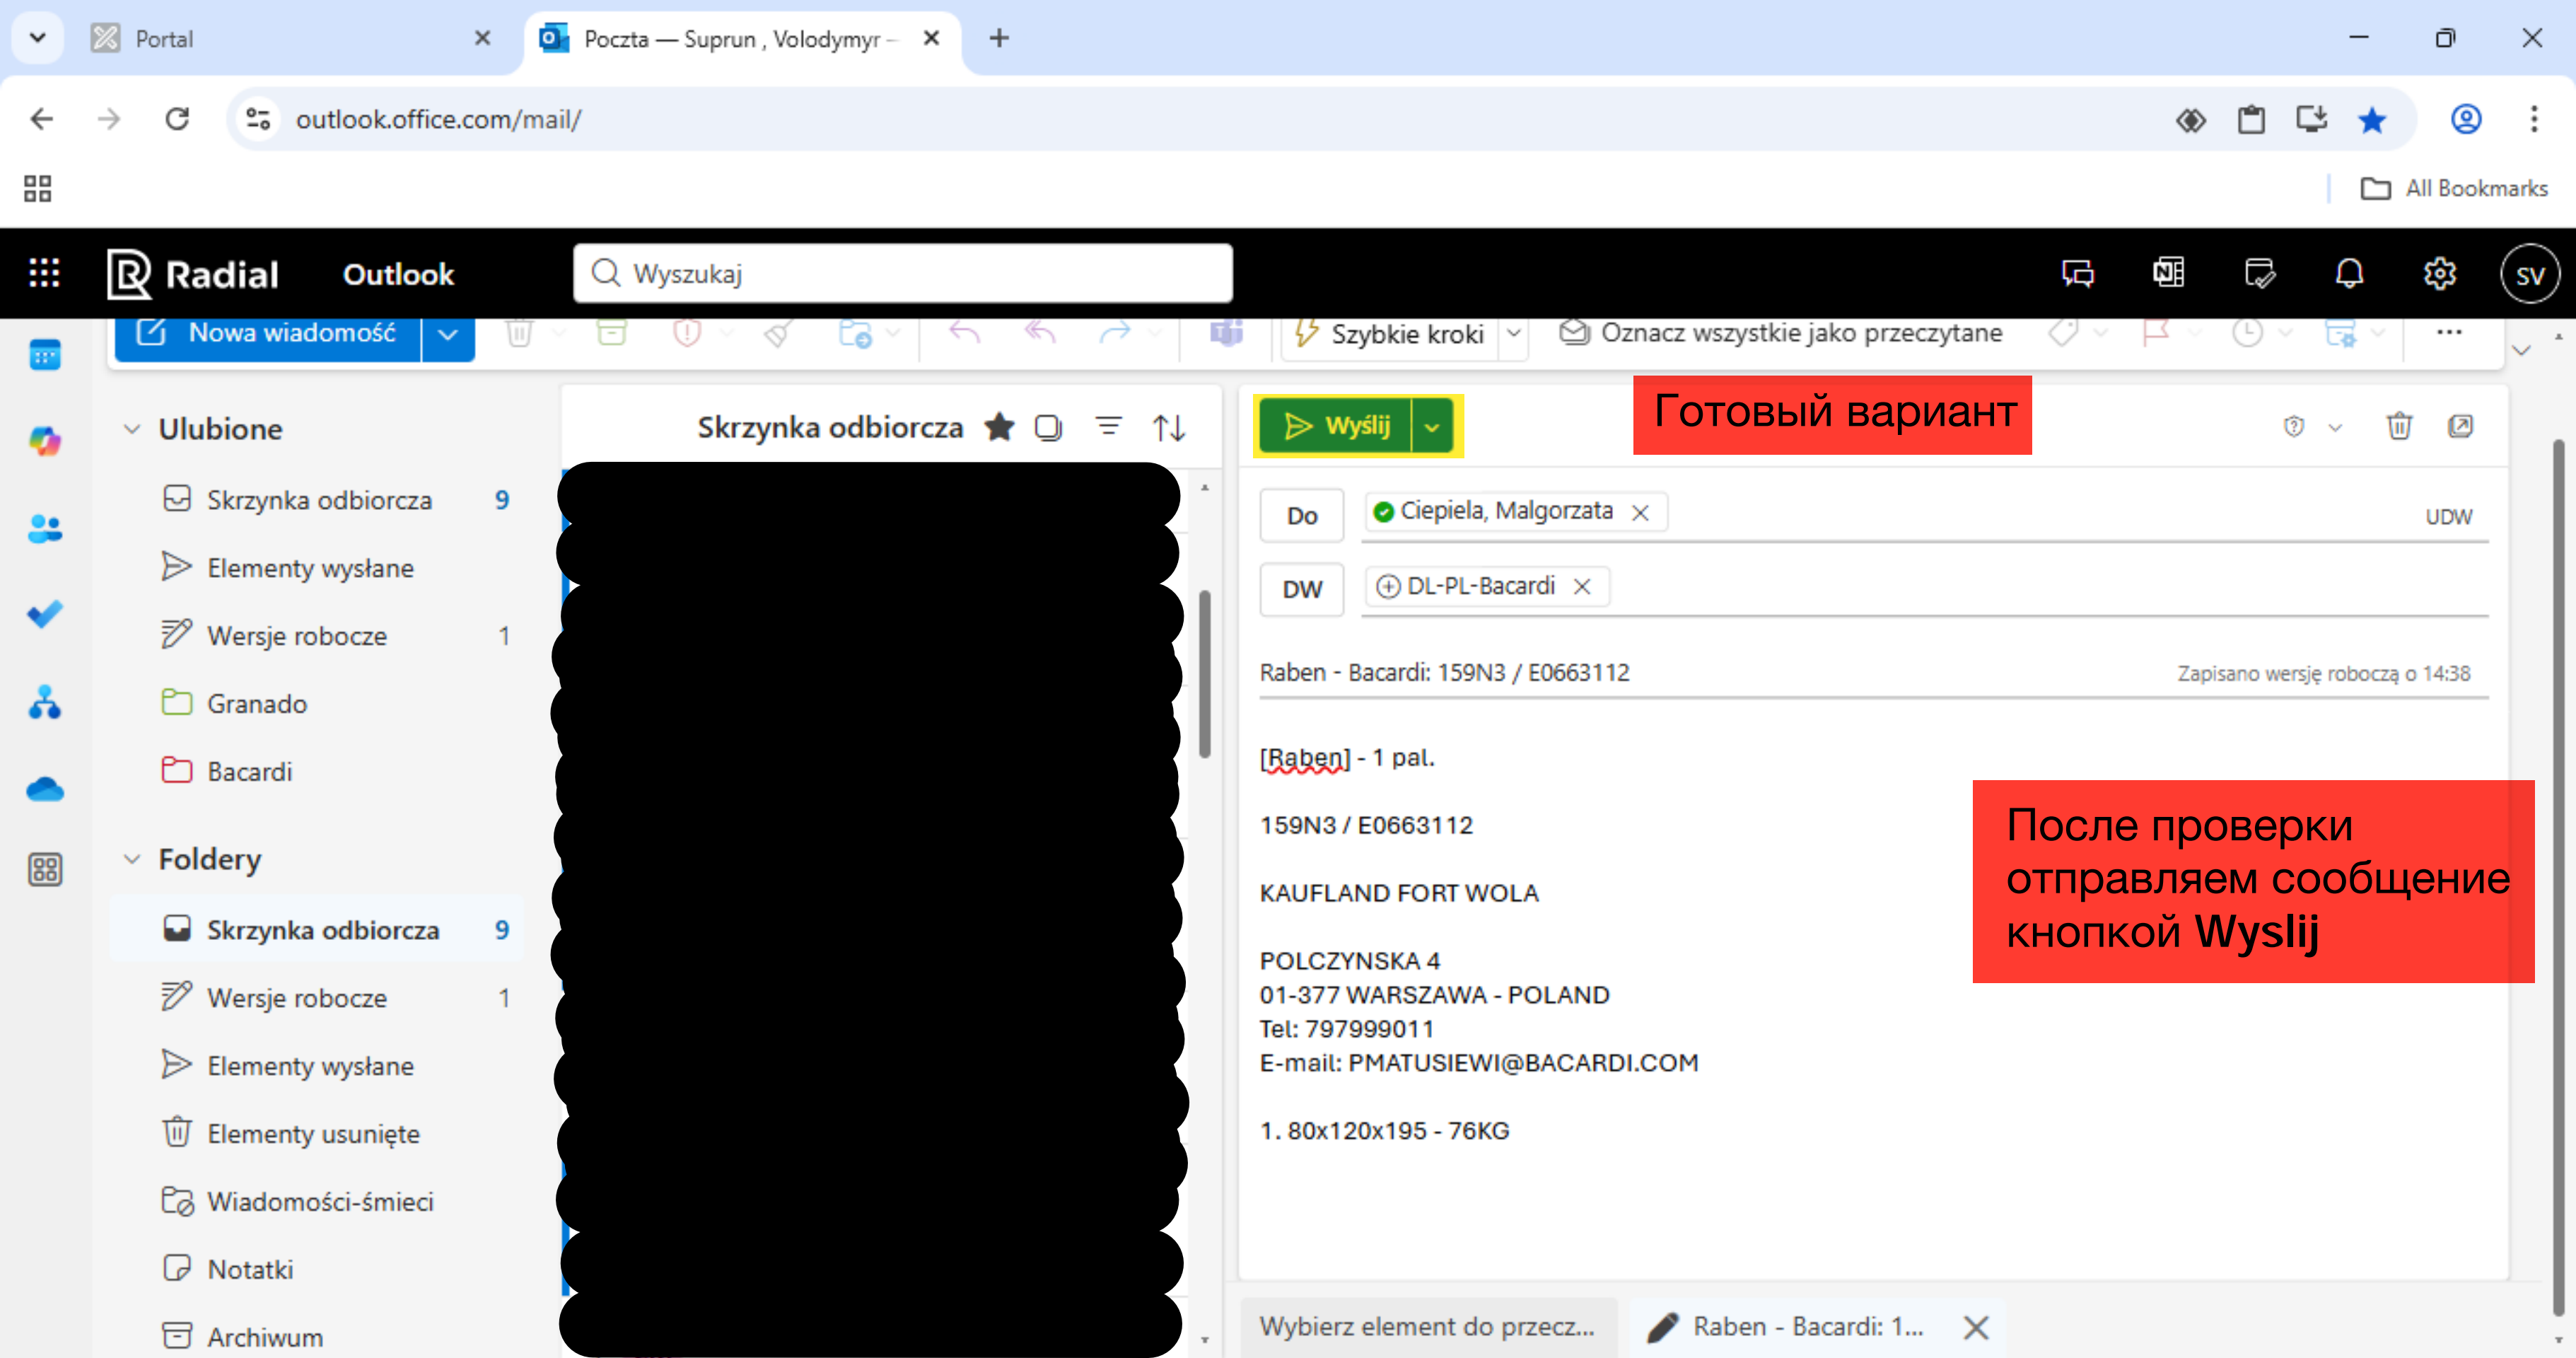 Portal
Poczta — Suprun , Volodymyr –
outlook.office.com/mail/
All Bookmarks
Radial
Outlook
Wyszukaj
SV
Nowa wiadomość
Szybkie kroki
Oznacz wszystkie jako przeczytane
Ulubione
Skrzynka odbiorcza 9
Elementy wysłane
Wersje robocze 1
Granado
Bacardi
Foldery
Skrzynka odbiorcza 9
Wersje robocze 1
Elementy wysłane
Elementy usunięte
Wiadomości-śmieci
Notatki
Archiwum
Skrzynka odbiorcza
Wyślij
Готовый вариант
Do
Ciepiela, Malgorzata
UDW
DW
DL-PL-Bacardi
Raben - Bacardi: 159N3 / E0663112
Zapisano wersję roboczą o 14:38
[Raben] - 1 pal.
159N3 / E0663112
KAUFLAND FORT WOLA
POLCZYNSKA 4
01-377 WARSZAWA - POLAND
Tel: 797999011
E-mail: PMATUSIEWI@BACARDI.COM
1. 80x120x195 - 76KG
После проверки
отправляем сообщение
кнопкой Wyslij
Wybierz element do przecz...
Raben - Bacardi: 1...